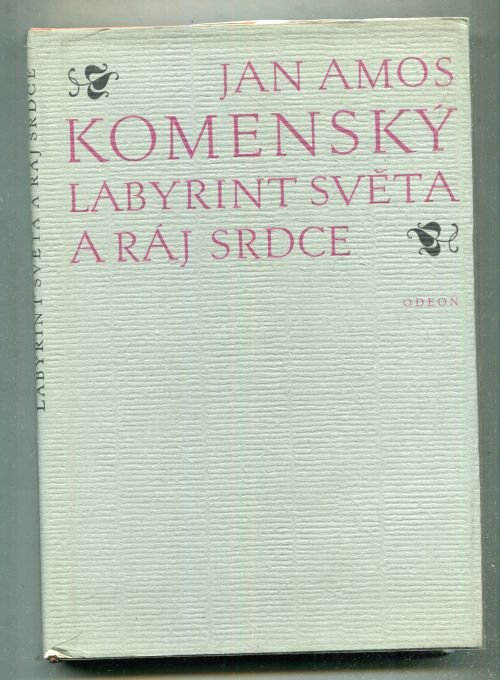 JAN AMOS
KOMENSKÝ
LABYRINT SVĚTA
A RÁJ SRDCE
ODEON
LABYRINT SVĚTA A RÁJ SRDCE